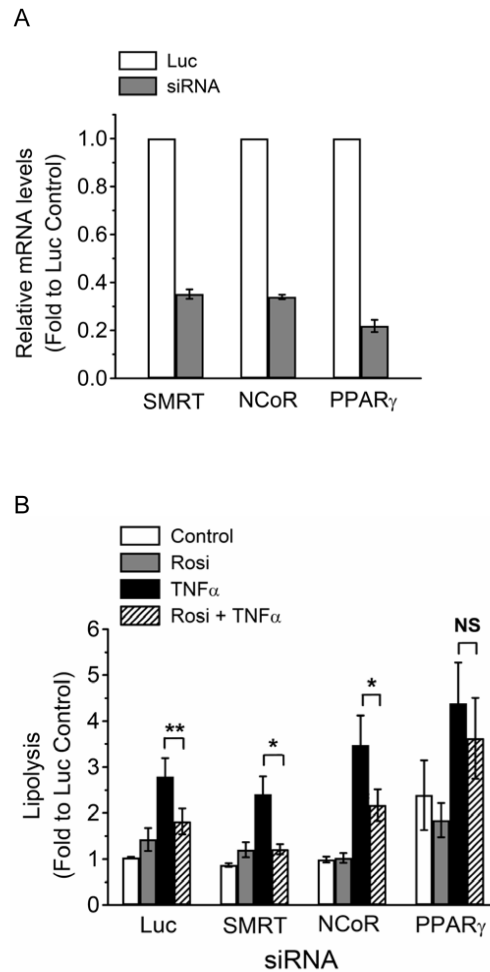 A
Luc
siRNA
Relative mRNA levels
(Fold to Luc Control)
1.0
0.8
0.6
0.4
0.2
0.0
SMRT NCoR PPARγ
B
Control
Rosi
TNFα
Rosi + TNFα
Lipolysis
(Fold to Luc Control)
6
5
4
3
2
1
0
**
*
*
NS
Luc SMRT NCoR PPARγ
siRNA